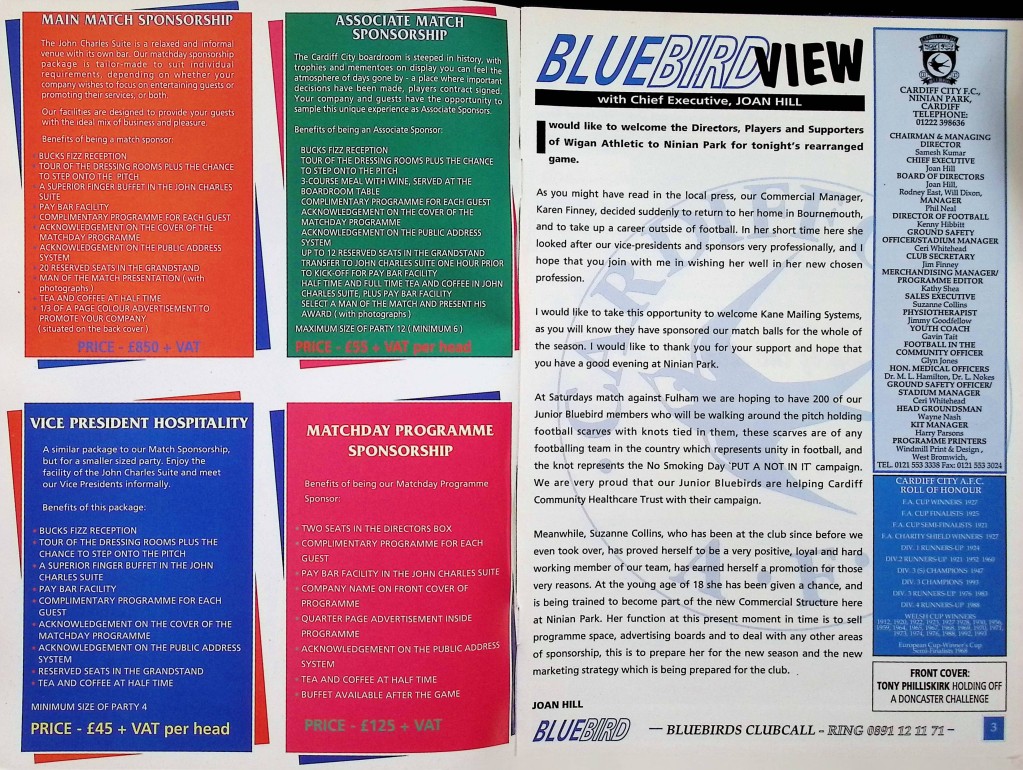 MAIN MATCH SPONSORSHIP
The John Charles Suite is a relaxed and informal
venue with its own bar. Our matchday sponsorship
package is tailor-made to suit individual
requirements, depending on whether your
company wishes to focus on entertaining guests or
promoting their services, or both.
Our facilities are designed to provide your guests
with the ideal mix of business and pleasure.
Benefits of being a match sponsor:
BUCKS FIZZ RECEPTION
TOUR OF THE DRESSING ROOMS PLUS THE CHANCE
TO STEP ONTO THE PITCH
A SUPERIOR FINGER BUFFET IN THE JOHN CHARLES
SUITE
PAY BAR FACILITY
COMPLIMENTARY PROGRAMME FOR EACH GUEST
ACKNOWLEDGEMENT ON THE COVER OF THE
MATCHDAY PROGRAMME
ACKNOWLEDGEMENT ON THE PUBLIC ADDRESS
SYSTEM
20 RESERVED SEATS IN THE GRANDSTAND
MAN OF THE MATCH PRESENTATION ( with
photographs )
TEA AND COFFEE AT HALF TIME
1/3 OF A PAGE COLOUR ADVERTISEMENT TO
PROMOTE YOUR COMPANY
( situated on the back cover )
PRICE - £850 + VAT
ASSOCIATE MATCH
SPONSORSHIP
The Cardiff City boardroom is steeped in history, with
trophies and mementoes on display you can feel the
atmosphere of days gone by - a place where important
decisions have been made, players contract signed.
Your company and guests have the opportunity to
sample this unique experience as Associate Sponsors.
Benefits of being an Associate Sponsor:
BUCKS FIZZ RECEPTION
TOUR OF THE DRESSING ROOMS PLUS THE CHANCE
TO STEP ONTO THE PITCH
3-COURSE MEAL WITH WINE, SERVED AT THE
BOARDROOM TABLE
COMPLIMENTARY PROGRAMME FOR EACH GUEST
ACKNOWLEDGEMENT ON THE COVER OF THE
MATCHDAY PROGRAMME
ACKNOWLEDGEMENT ON THE PUBLIC ADDRESS
SYSTEM
UP TO 12 RESERVED SEATS IN THE GRANDSTAND
TRANSFER TO JOHN CHARLES SUITE ONE HOUR PRIOR
TO KICK-OFF FOR PAY BAR FACILITY
HALF TIME AND FULL TIME TEA AND COFFEE IN JOHN
CHARLES SUITE, PLUS PAY BAR FACILITY
SELECT A MAN OF THE MATCH AND PRESENT HIS
AWARD ( with photographs )
MAXIMUM SIZE OF PARTY 12 ( MINIMUM 6 )
PRICE - £55 + VAT per head
VICE PRESIDENT HOSPITALITY
A similar package to our Match Sponsorship,
but for a smaller sized party. Enjoy the
facility of the John Charles Suite and meet
our Vice Presidents informally.
Benefits of this package:
BUCKS FIZZ RECEPTION
TOUR OF THE DRESSING ROOMS PLUS THE
CHANCE TO STEP ONTO THE PITCH
A SUPERIOR FINGER BUFFET IN THE JOHN
CHARLES SUITE
PAY BAR FACILITY
COMPLIMENTARY PROGRAMME FOR EACH
GUEST
ACKNOWLEDGEMENT ON THE COVER OF THE
MATCHDAY PROGRAMME
ACKNOWLEDGEMENT ON THE PUBLIC ADDRESS
SYSTEM
RESERVED SEATS IN THE GRANDSTAND
TEA AND COFFEE AT HALF TIME
MINIMUM SIZE OF PARTY 4
PRICE - £45 + VAT per head
MATCHDAY PROGRAMME
SPONSORSHIP
Benefits of being our Matchday Programme
Sponsor:
TWO SEATS IN THE DIRECTORS BOX
COMPLIMENTARY PROGRAMME FOR EACH
GUEST
PAY BAR FACILITY IN THE JOHN CHARLES SUITE
COMPANY NAME ON FRONT COVER OF
PROGRAMME
QUARTER PAGE ADVERTISEMENT INSIDE
PROGRAMME
ACKNOWLEDGEMENT ON THE PUBLIC ADDRESS
SYSTEM
TEA AND COFFEE AT HALF TIME
BUFFET AVAILABLE AFTER THE GAME
PRICE - £125 + VAT
BLUEBIRD VIEW
with Chief Executive, JOAN HILL
I would like to welcome the Directors, Players and Supporters
of Wigan Athletic to Ninian Park for tonight's rearranged
game.
As you might have read in the local press, our Commercial Manager,
Karen Finney, decided suddenly to return to her home in Bournemouth,
and to take up a career outside of football. In her short time here she
looked after our vice-presidents and sponsors very professionally, and I
hope that you join with me in wishing her well in her new chosen
profession.
I would like to take this opportunity to welcome Kane Mailing Systems,
as you will know they have sponsored our match balls for the whole of
the season. I would like to thank you for your support and hope that
you have a good evening at Ninian Park.
At Saturdays match against Fulham we are hoping to have 200 of our
Junior Bluebird members who will be walking around the pitch holding
football scarves with knots tied in them, these scarves are of any
footballing team in the country which represents unity in football, and
the knot represents the No Smoking Day 'PUT A NOT IN IT' campaign.
We are very proud that our Junior Bluebirds are helping Cardiff
Community Healthcare Trust with their campaign.
Meanwhile, Suzanne Collins, who has been at the club since before we
even took over, has proved herself to be a very positive, loyal and hard
working member of our team, has earned herself a promotion for those
very reasons. At the young age of 18 she has been given a chance, and
is being trained to become part of the new Commercial Structure here
at Ninian Park. Her function at this present moment in time is to sell
programme space, advertising boards and to deal with any other areas
of sponsorship, this is to prepare her for the new season and the new
marketing strategy which is being prepared for the club.
JOAN HILL
BLUEBIRD
— BLUEBIRDS CLUBCALL - RING 0891 12 11 71 –
CARDIFF CITY F.C.,
NINIAN PARK,
CARDIFF
TELEPHONE:
01222 398636
CHAIRMAN & MANAGING
DIRECTOR
Samesh Kumar
CHIEF EXECUTIVE
Joan Hill
BOARD OF DIRECTORS
Joan Hill,
Rodney East, Will Dixon,
MANAGER
Phil Neal
DIRECTOR OF FOOTBALL
Kenny Hibbitt
GROUND SAFETY
OFFICER/STADIUM MANAGER
Ceri Whitehead
CLUB SECRETARY
Jim Finney
MERCHANDISING MANAGER/
PROGRAMME EDITOR
Kathy Shea
SALES EXECUTIVE
Suzanne Collins
PHYSIOTHERAPIST
Jimmy Goodfellow
YOUTH COACH
Gavin Tait
FOOTBALL IN THE
COMMUNITY OFFICER
Glyn Jones
HON. MEDICAL OFFICERS
Dr. M. L. Hamilton, Dr. L. Nokes
GROUND SAFETY OFFICER/
STADIUM MANAGER
Ceri Whitehead
HEAD GROUNDSMAN
Wayne Nash
KIT MANAGER
Harry Parsons
PROGRAMME PRINTERS
Windmill Print & Design ,
West Bromwich,
TEL. 0121 553 3338 Fax: 0121 553 3024
CARDIFF CITY A.F.C.
ROLL OF HONOUR
F.A. CUP WINNERS 1927
F.A. CUP FINALISTS 1925
F.A. CUP SEMI-FINALISTS 1921
F.A. CHARITY SHIELD WINNERS 1927
DIV. 1 RUNNERS-UP 1924
DIV.2 RUNNERS-UP 1921 1952 1960
DIV. 3 (S) CHAMPIONS 1947
DIV. 3 CHAMPIONS 1993
DIV. 3 RUNNERS-UP 1976 1983
DIV. 4 RUNNERS-UP 1988
WELSH CUP WINNERS
1912, 1920, 1922, 1923, 1927, 1928, 1930, 1956,
1959, 1964, 1965, 1967, 1968, 1969, 1970, 1971,
1973, 1974, 1976, 1988, 1992, 1993
European Cup-Winner's Cup:
Semi-Finalists 1968
FRONT COVER:
TONY PHILLISKIRK HOLDING OFF
A DONCASTER CHALLENGE
3